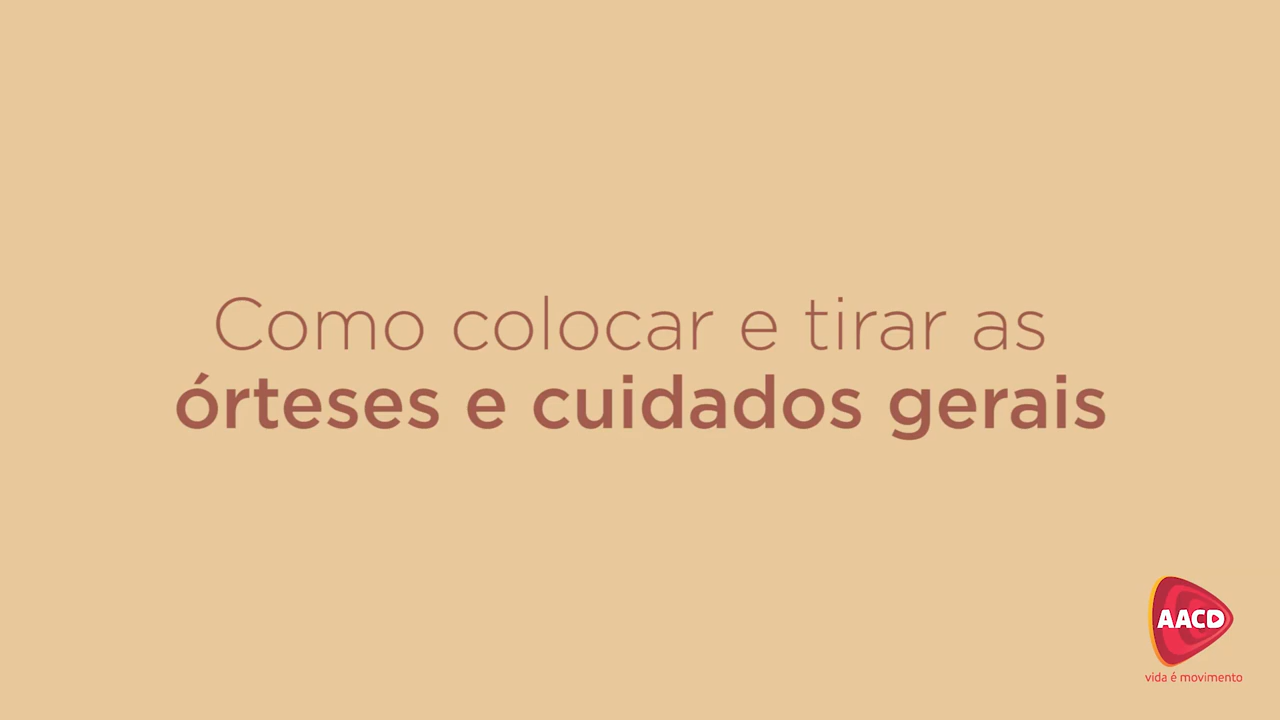 Como colocar e tirar as
órteses e cuidados gerais
AACD
vida é movimento